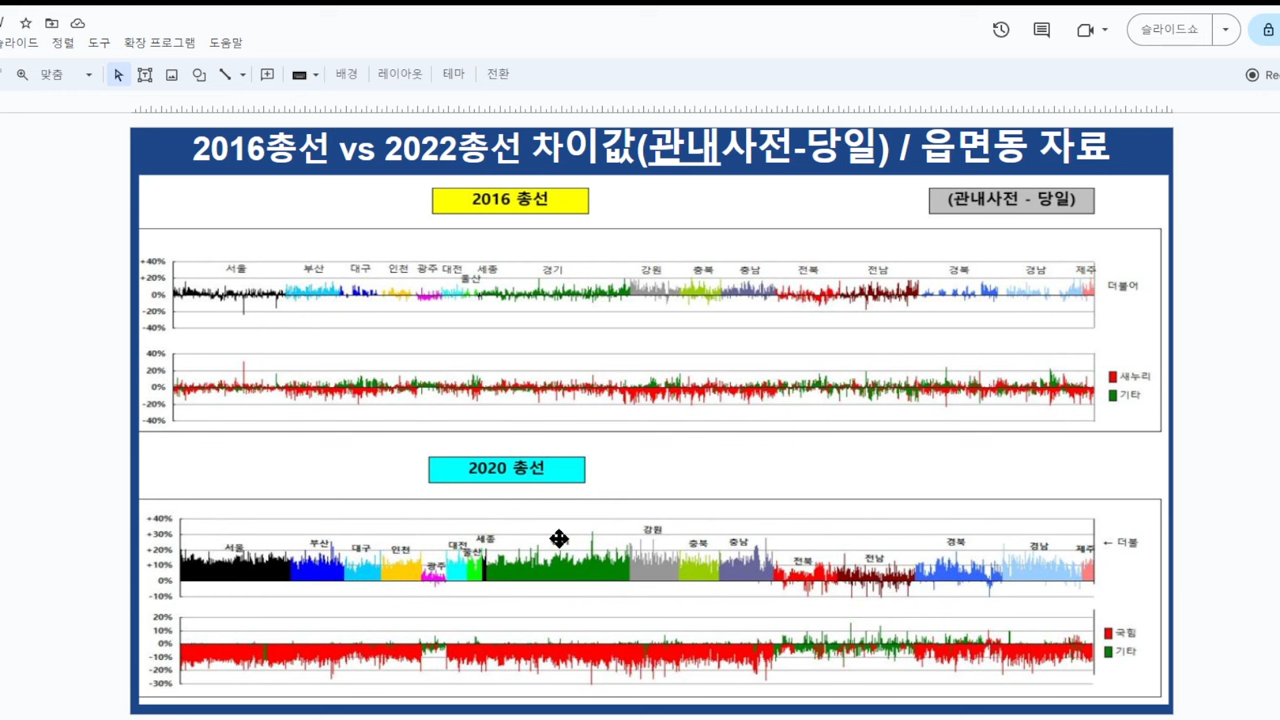 슬라이드 정렬 도구 확장 프로그램 도움말
슬라이드쇼
맞춤 배경 레이아웃 테마 전환 Re
2016총선 vs 2022총선 차이값(관내사전-당일) / 읍면동 자료
2016 총선 (관내사전 - 당일)
+40%
+20%
0%
-20%
-40%
서울 부산 대구 인천 광주 대전 울산 세종 경기 강원 충북 충남 전북 전남 경북 경남 제주
더불어
40%
20%
0%
-20%
-40%
새누리
기타
2020 총선
+40%
+30%
+20%
+10%
0%
-10%
서울 부산 대구 인천 광주 대전 울산 세종 강원 충북 충남 전북 전남 경북 경남 제주
← 더불
20%
10%
0%
-10%
-20%
-30%
국힘
기타